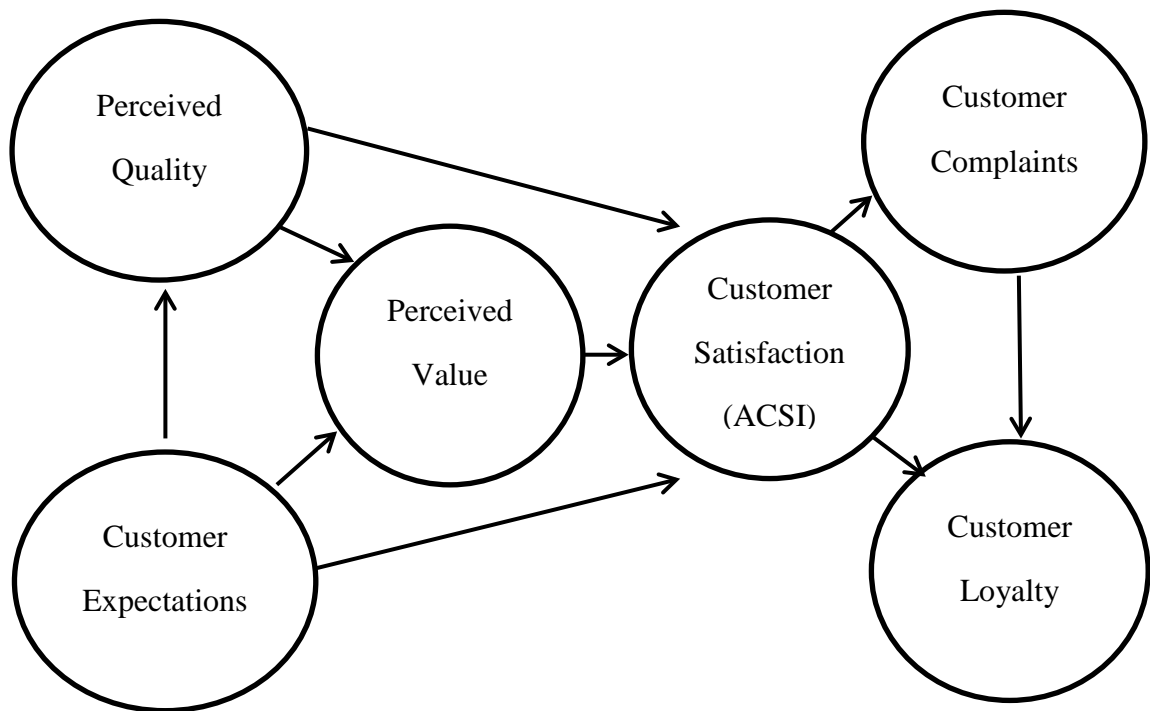 Perceived
Quality
Customer
Complaints
Perceived
Value
Customer
Satisfaction
(ACSI)
Customer
Expectations
Customer
Loyalty